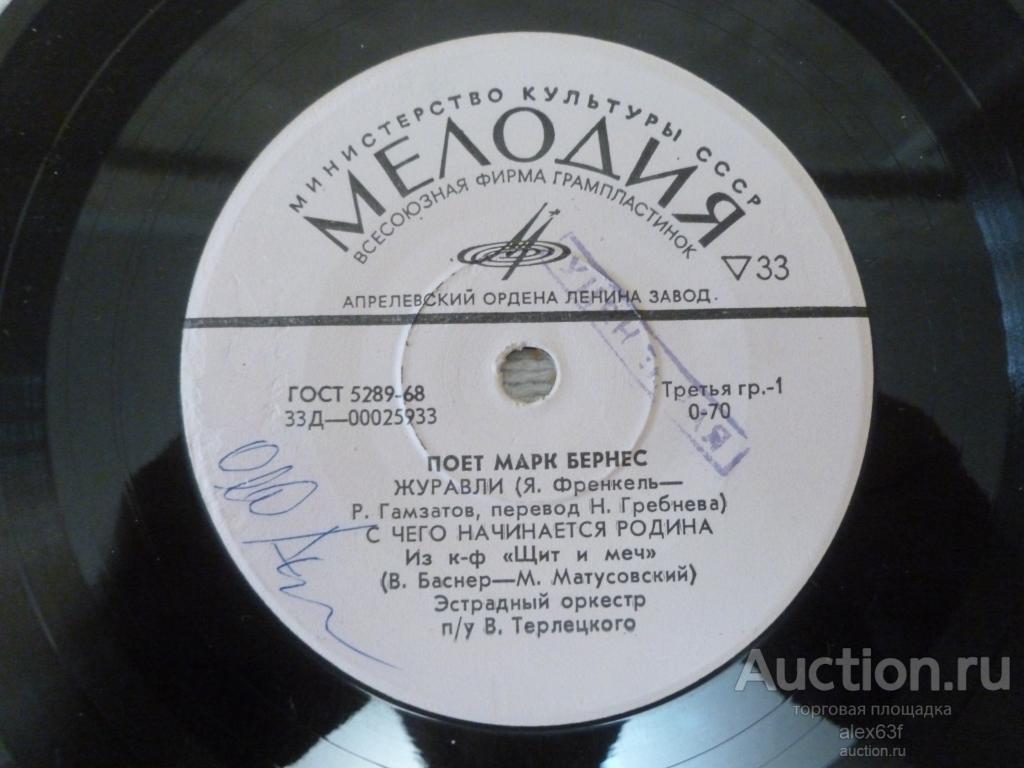 МИНИСТЕРСТВО КУЛЬТУРЫ СССР
МЕЛОДИЯ
ВСЕСОЮЗНАЯ ФИРМА ГРАМПЛАСТИНОК
▽33
АПРЕЛЕВСКИЙ ОРДЕНА ЛЕНИНА ЗАВОД.
ГОСТ 5289-68
33Д—00025933
Третья гр.-1
0-70
ПОЕТ МАРК БЕРНЕС
ЖУРАВЛИ (Я. Френкель—
Р. Гамзатов, перевод Н. Гребнева)
С ЧЕГО НАЧИНАЕТСЯ РОДИНА
Из к-ф «Щит и меч»
(В. Баснер—М. Матусовский)
Эстрадный оркестр
п/у В. Терлецкого
Auction.ru
торговая площадка
alex63f
auction.ru